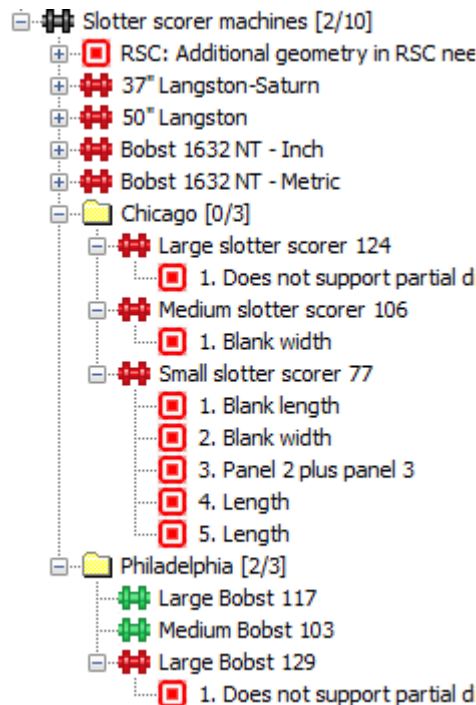 Slotter scorer machines [2/10]
RSC: Additional geometry in RSC
37" Langston-Saturn
50" Langston
Bobst 1632 NT - Inch
Bobst 1632 NT - Metric
Chicago [0/3]
Large slotter scorer 124
1. Does not support partial d
Medium slotter scorer 106
1. Blank width
Small slotter scorer 77
1. Blank length
2. Blank width
3. Panel 2 plus panel 3
4. Length
5. Length
Philadelphia [2/3]
Large Bobst 117
Medium Bobst 103
Large Bobst 129
1. Does not support partial d